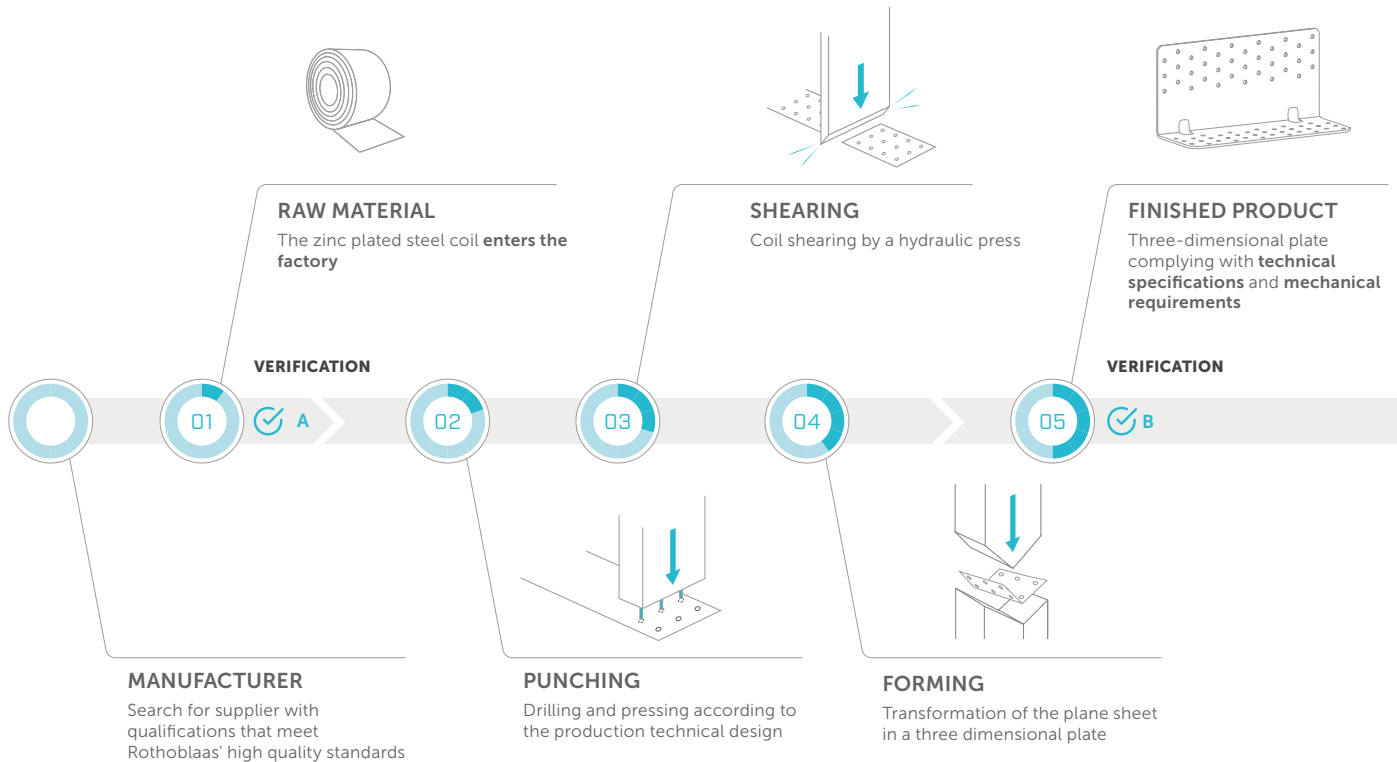 RAW MATERIAL
The zinc plated steel coil enters the
factory
SHEARING
Coil shearing by a hydraulic press
FINISHED PRODUCT
Three-dimensional plate
complying with technical
specifications and mechanical
requirements
VERIFICATION
VERIFICATION
01
A
02
03
04
05
B
MANUFACTURER
Search for supplier with
qualifications that meet
Rothoblaas' high quality standards
PUNCHING
Drilling and pressing according to
the production technical design
FORMING
Transformation of the plane sheet
in a three dimensional plate